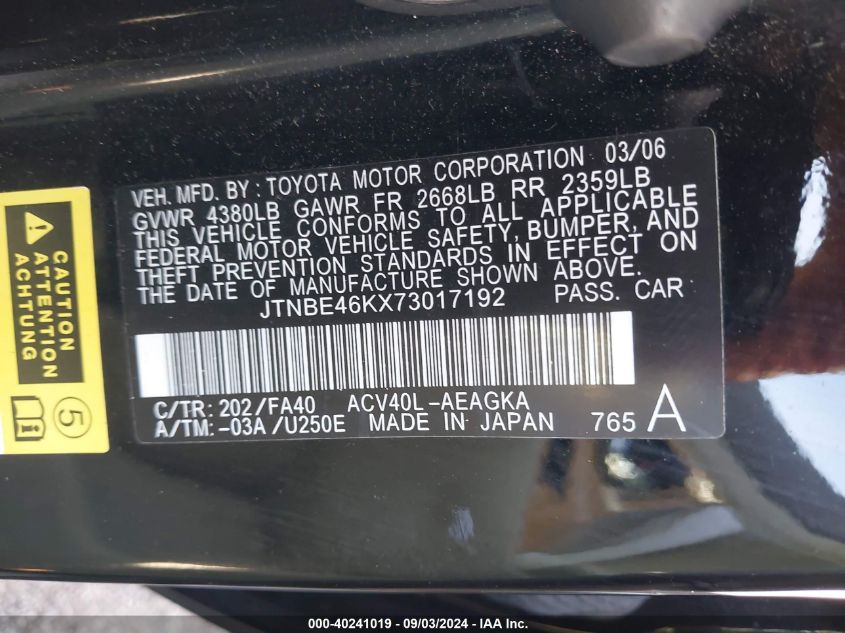 VEH. MFD. BY : TOYOTA MOTOR CORPORATION 03/06
GVWR 4380LB GAWR FR 2668LB RR 2359LB
THIS VEHICLE CONFORMS TO ALL APPLICABLE
FEDERAL MOTOR VEHICLE SAFETY, BUMPER, AND
THEFT PREVENTION STANDARDS IN EFFECT ON
THE DATE OF MANUFACTURE SHOWN ABOVE.
JTNBE46KX73017192 PASS. CAR
C/TR: 202/FA40 ACV40L-AEAGKA
A/TM: -03A/U250E MADE IN JAPAN 765 A
CAUTION
ATTENTION
ACHTUNG
5
000-40241019 - 09/03/2024 - IAA Inc.